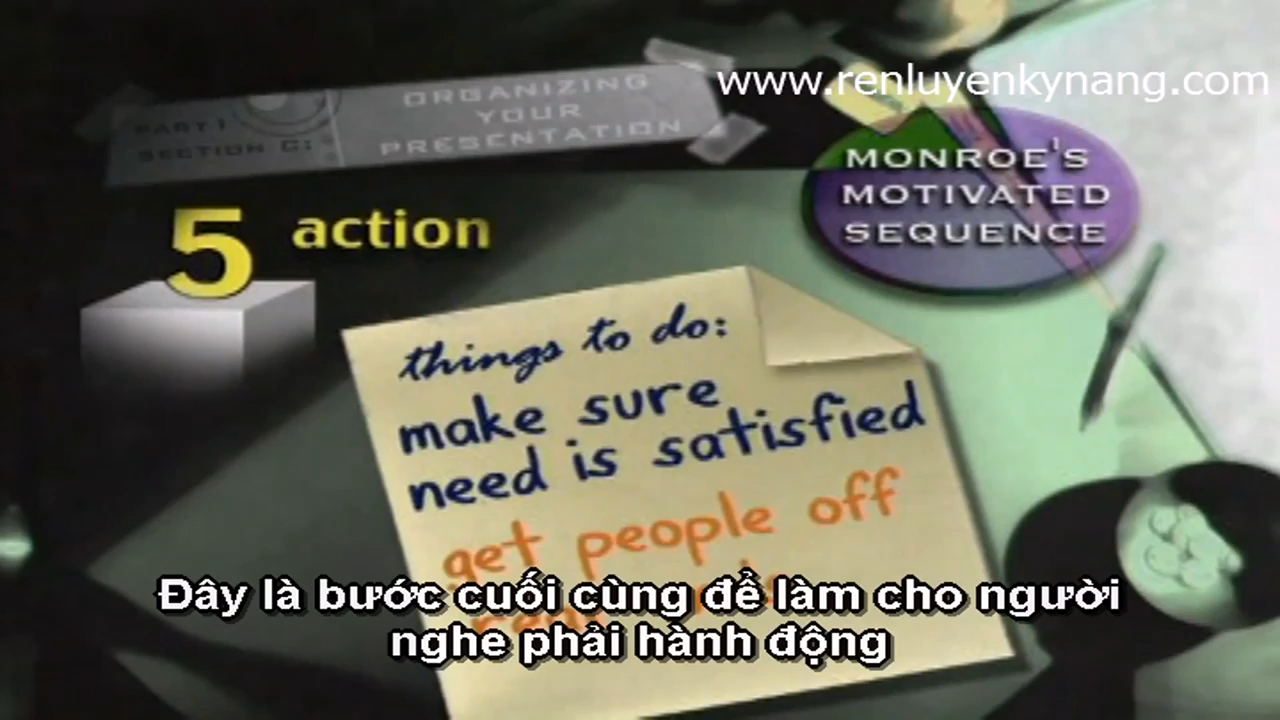 www.renluyenkynang.com
PART 1
SECTION C:
ORGANIZING
YOUR
PRESENTATION
MONROE'S
MOTIVATED
SEQUENCE
5 action
things to do:
make sure
need is satisfied
get people off
Đây là bước cuối cùng để làm cho người
nghe phải hành động